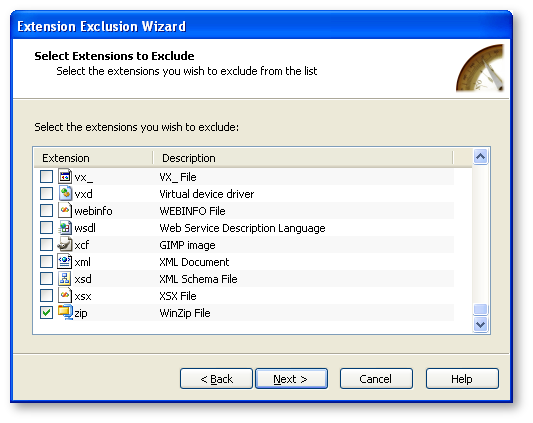 Extension Exclusion Wizard
Select Extensions to Exclude
Select the extensions you wish to exclude from the list
Select the extensions you wish to exclude:
Extension Description
vx_ VX_ File
vxd Virtual device driver
webinfo WEBINFO File
wsdl Web Service Description Language
xcf GIMP image
xml XML Document
xsd XML Schema File
xsx XSX File
zip WinZip File
< Back Next > Cancel Help